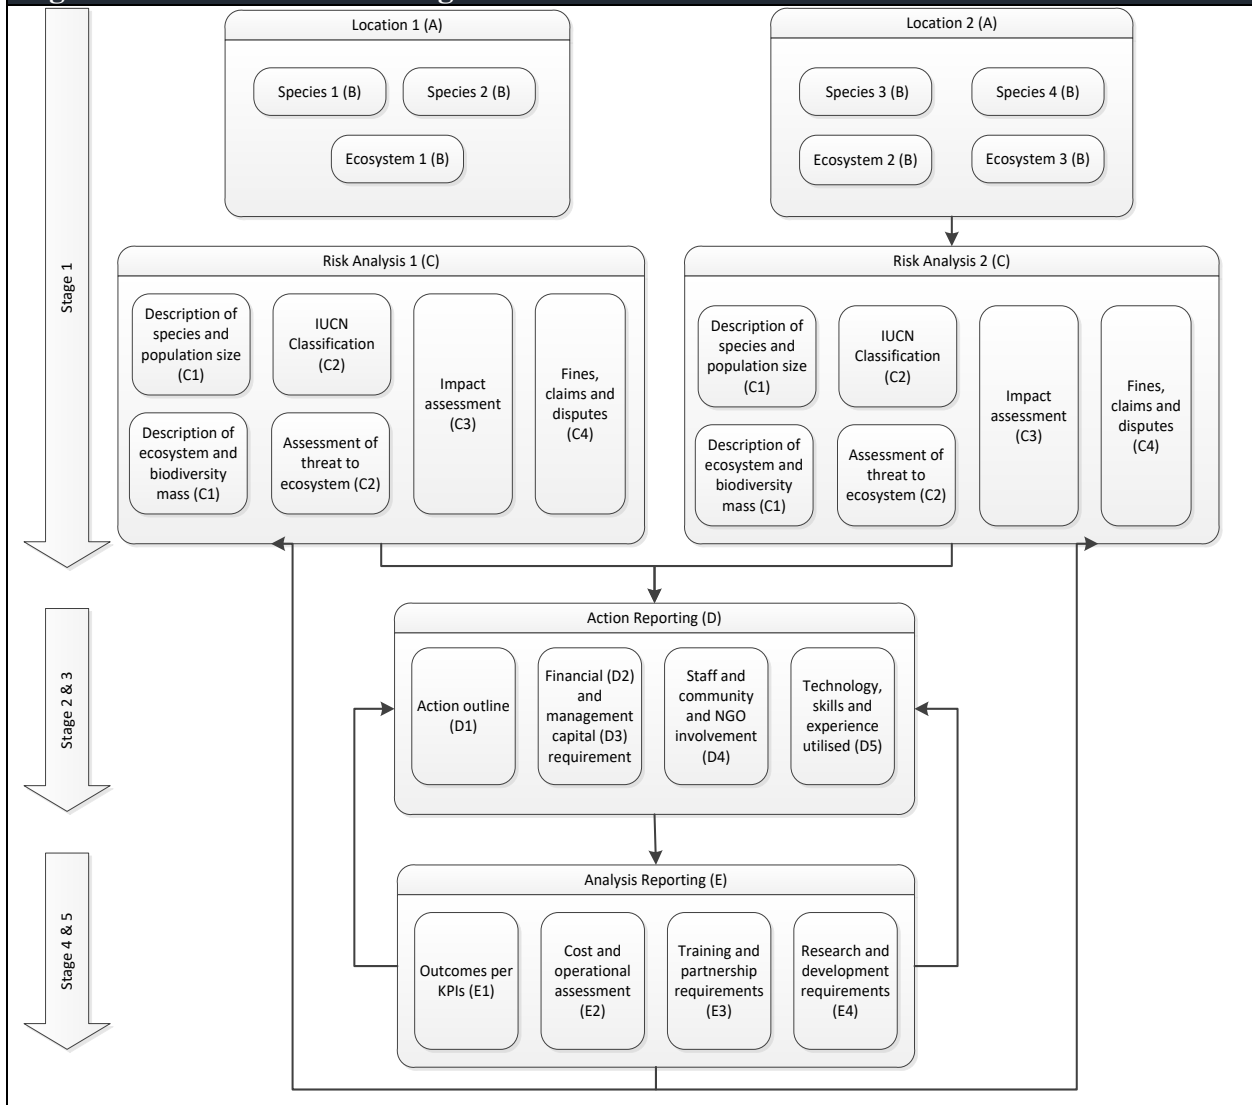 Location 1 (A)
Species 1 (B)
Species 2 (B)
Ecosystem 1 (B)
Location 2 (A)
Species 3 (B)
Species 4 (B)
Ecosystem 2 (B)
Ecosystem 3 (B)
Stage 1
Risk Analysis 1 (C)
Description of
species and
population size
(C1)
IUCN
Classification
(C2)
Description of
ecosystem and
biodiversity
mass (C1)
Assessment of
threat to
ecosystem (C2)
Impact
assessment
(C3)
Fines,
claims and
disputes
(C4)
Risk Analysis 2 (C)
Description of
species and
population size
(C1)
IUCN
Classification
(C2)
Description of
ecosystem and
biodiversity
mass (C1)
Assessment of
threat to
ecosystem (C2)
Impact
assessment
(C3)
Fines,
claims and
disputes
(C4)
Stage 2 & 3
Action Reporting (D)
Action outline
(D1)
Financial (D2)
and
management
capital (D3)
requirement
Staff and
community
and NGO
involvement
(D4)
Technology,
skills and
experience
utilised (D5)
Stage 4 & 5
Analysis Reporting (E)
Outcomes per
KPIs (E1)
Cost and
operational
assessment
(E2)
Training and
partnership
requirements
(E3)
Research and
development
requirements
(E4)